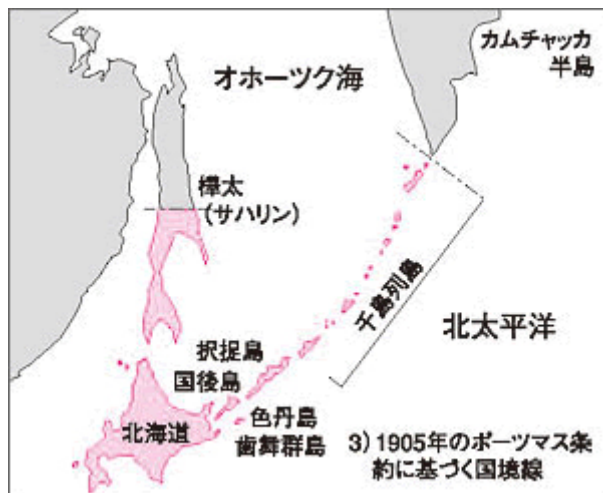 カムチャッカ
半島
オホーツク海
樺太
(サハリン)
千島列島
北太平洋
択捉島
国後島
色丹島
歯舞群島
北海道
3) 1905年のポーツマス条
約に基づく国境線